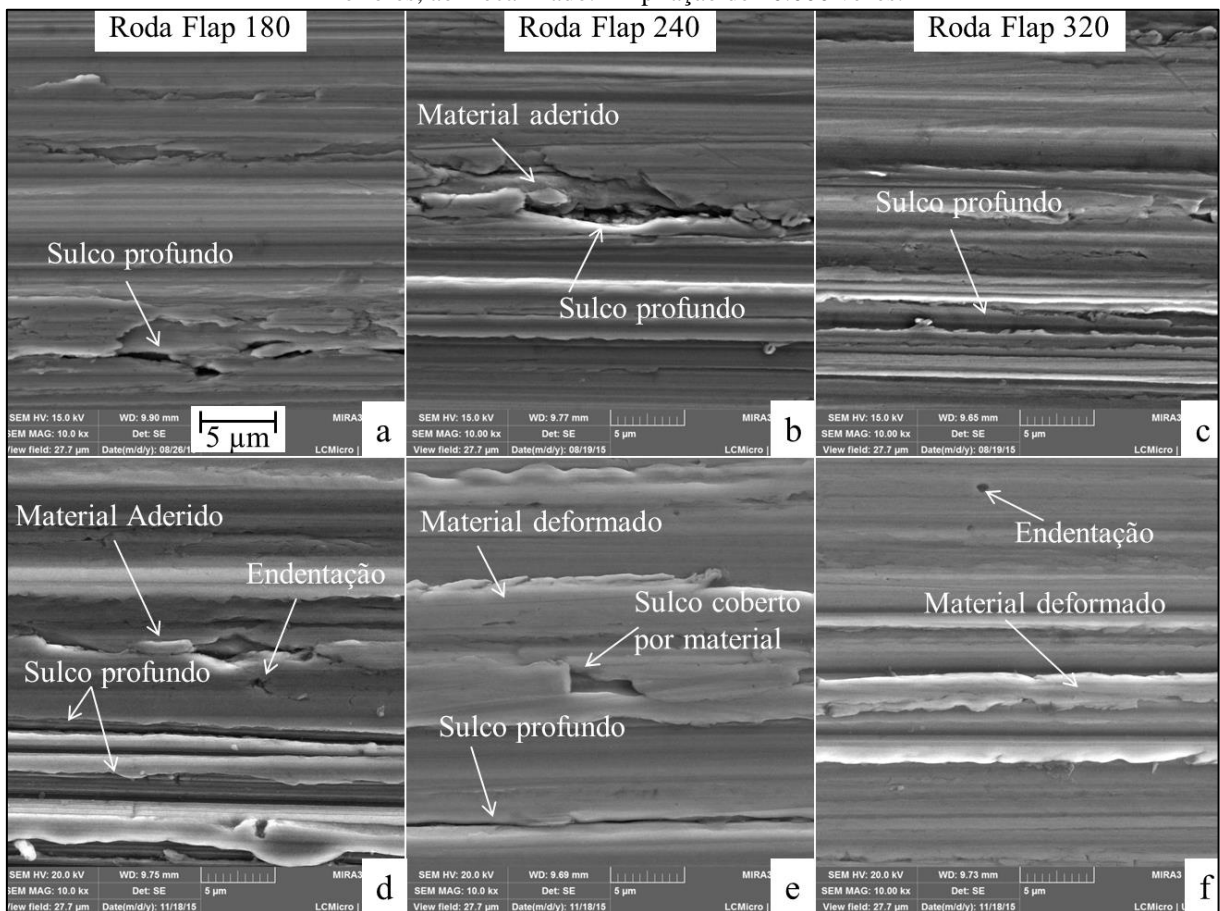 Roda Flap 180
Roda Flap 240
Roda Flap 320
Sulco profundo
Material aderido
Sulco profundo
Sulco profundo
SEM HV: 15.0 kV WD: 9.90 mm MIRA3
SEM MAG: 10.0 kx Det: SE
View field: 27.7 µm Date(m/d/y): 08/26/1 LCMicro
5 µm
a
SEM HV: 15.0 kV WD: 9.77 mm MIRA3
SEM MAG: 10.00 kx Det: SE 5 µm
View field: 27.7 µm Date(m/d/y): 08/19/15 LCMicro
b
SEM HV: 15.0 kV WD: 9.65 mm MIRA3
SEM MAG: 10.00 kx Det: SE 5 µm
View field: 27.7 µm Date(m/d/y): 08/19/15 LCMicro
c
Material Aderido
Endentação
Sulco profundo
Material deformado
Sulco coberto
por material
Sulco profundo
Endentação
Material deformado
SEM HV: 20.0 kV WD: 9.75 mm MIRA3
SEM MAG: 10.0 kx Det: SE 5 µm
View field: 27.7 µm Date(m/d/y): 11/18/15 LCMicro
d
SEM HV: 20.0 kV WD: 9.69 mm MIRA3
SEM MAG: 10.0 kx Det: SE 5 µm
View field: 27.7 µm Date(m/d/y): 11/18/15 LCMicro
e
SEM HV: 20.0 kV WD: 9.73 mm MIRA3
SEM MAG: 10.00 kx Det: SE 5 µm
View field: 27.7 µm Date(m/d/y): 11/18/15 LCMicro
f